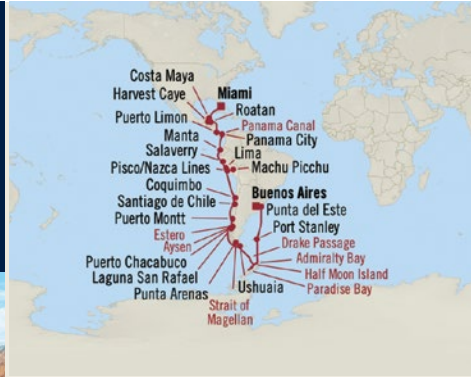 Costa Maya
Miami
Harvest Caye
Roatan
Puerto Limon
Panama Canal
Panama City
Manta
Salaverry
Lima
Pisco/Nazca Lines
Machu Picchu
Coquimbo
Buenos Aires
Santiago de Chile
Punta del Este
Puerto Montt
Port Stanley
Estero
Aysen
Drake Passage
Puerto Chacabuco
Admiralty Bay
Laguna San Rafael
Half Moon Island
Punta Arenas
Ushuaia
Paradise Bay
Strait of
Magellan